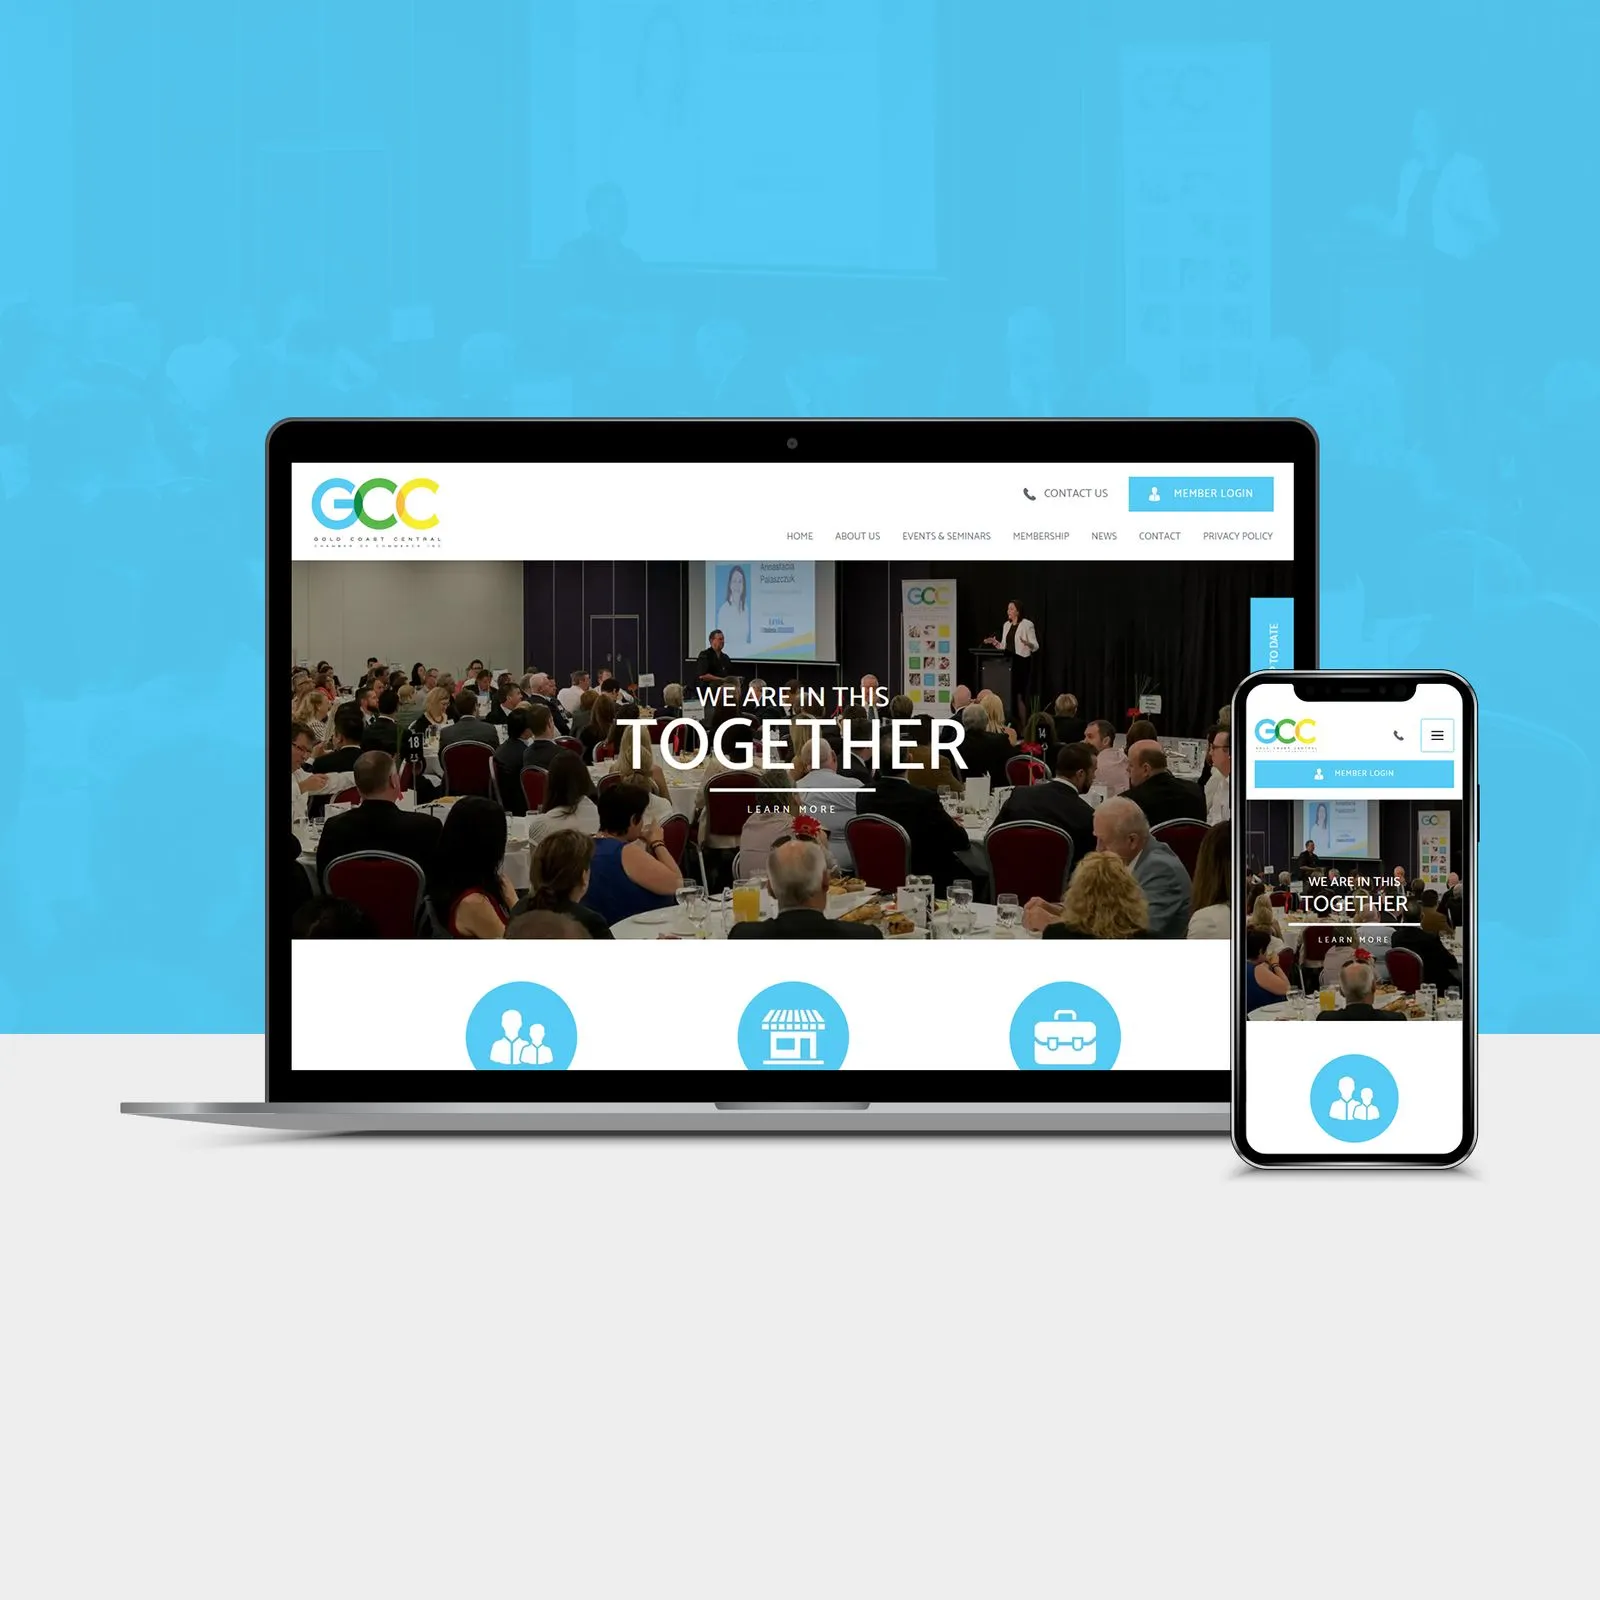 GCC
GOLD COAST CENTRAL
CHAMBER OF COMMERCE INC
CONTACT US
MEMBER LOGIN
HOME
ABOUT US
EVENTS & SEMINARS
MEMBERSHIP
NEWS
CONTACT
PRIVACY POLICY
Annastacia
Palaszczuk
GCC
TO DATE
WE ARE IN THIS
TOGETHER
LEARN MORE
18
14
GCC
GOLD COAST CENTRAL
MEMBER LOGIN
WE ARE IN THIS
TOGETHER
LEARN MORE